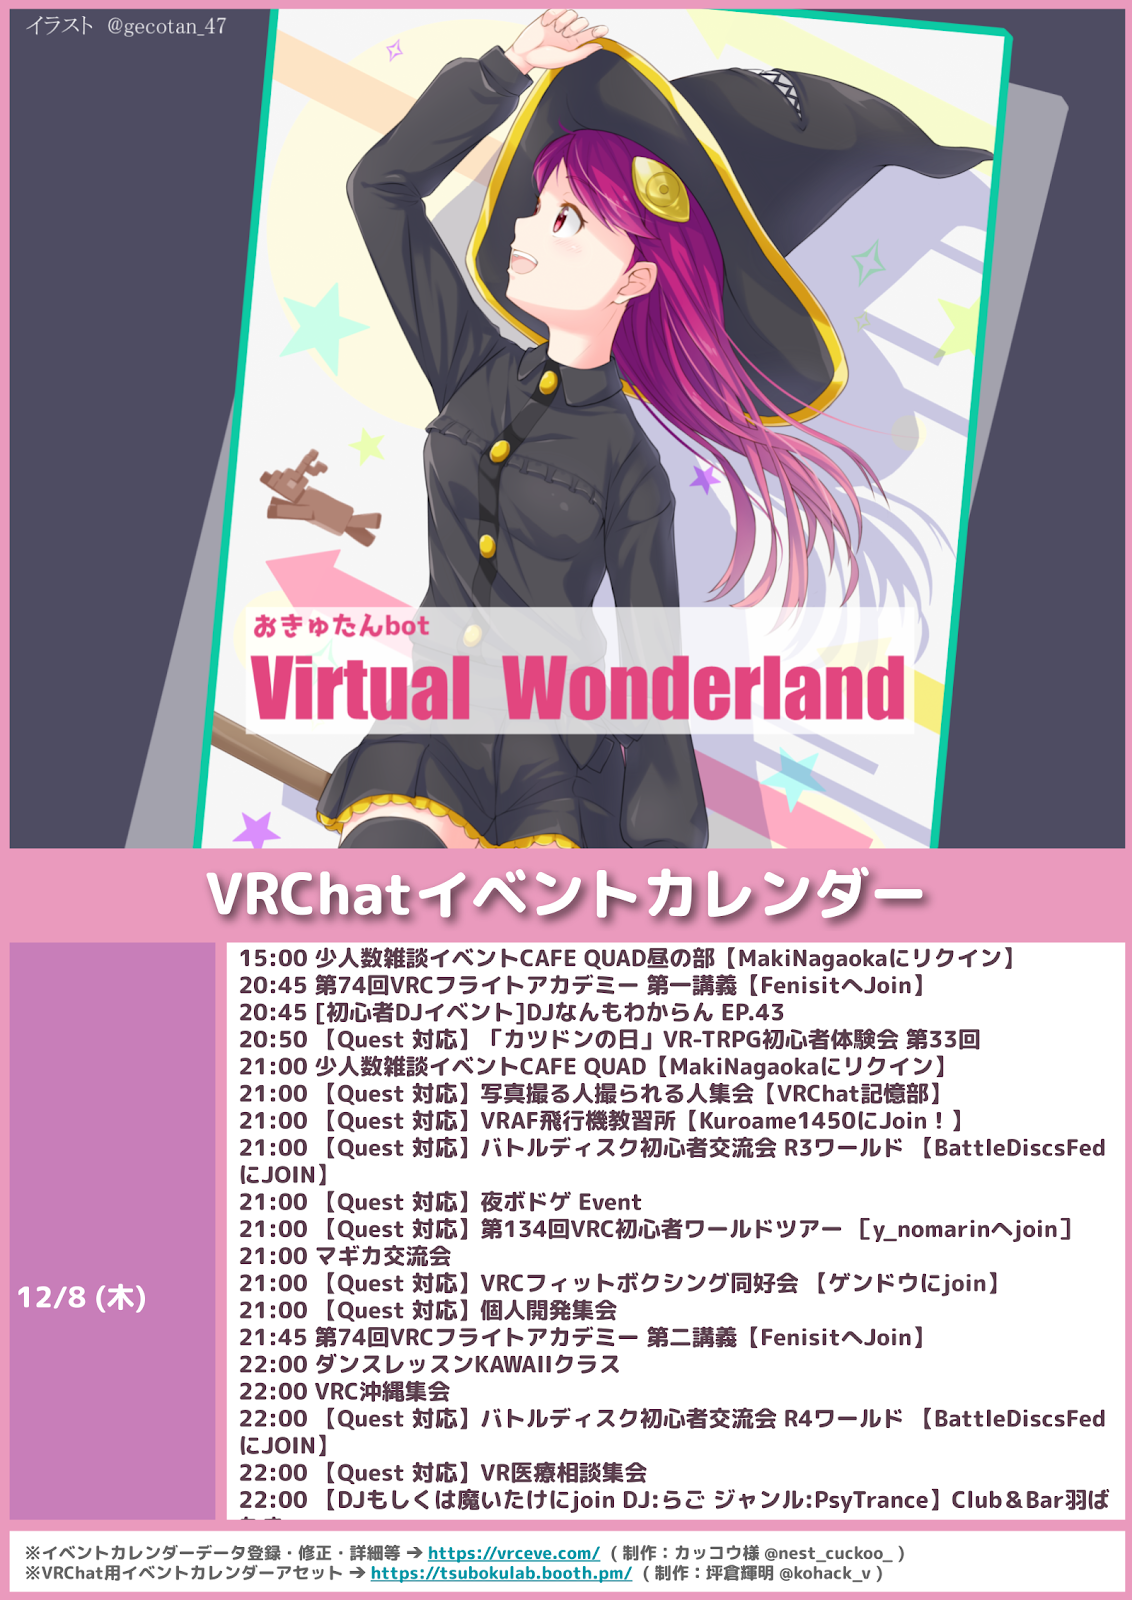 イラスト @gecotan_47
おきゅたんbot
Virtual Wonderland
VRChatイベントカレンダー
12/8 (木)
15:00 少人数雑談イベントCAFE QUAD昼の部【MakiNagaokaにリクイン】
20:45 第74回VRCフライトアカデミー 第一講義【FenisitへJoin】
20:45 [初心者DJイベント]DJなんもわからん EP.43
20:50 【Quest 対応】「カツドンの日」VR-TRPG初心者体験会 第33回
21:00 少人数雑談イベントCAFE QUAD【MakiNagaokaにリクイン】
21:00 【Quest 対応】写真撮る人撮られる人集会【VRChat記憶部】
21:00 【Quest 対応】VRAF飛行機教習所【Kuroame1450にJoin！】
21:00 【Quest 対応】バトルディスク初心者交流会 R3ワールド 【BattleDiscsFed
にJOIN】
21:00 【Quest 対応】夜ボドゲ Event
21:00 【Quest 対応】第134回VRC初心者ワールドツアー ［y_nomarinへjoin］
21:00 マギカ交流会
21:00 【Quest 対応】VRCフィットボクシング同好会 【ゲンドウにjoin】
21:00 【Quest 対応】個人開発集会
21:45 第74回VRCフライトアカデミー 第二講義【FenisitへJoin】
22:00 ダンスレッスンKAWAIIクラス
22:00 VRC沖縄集会
22:00 【Quest 対応】バトルディスク初心者交流会 R4ワールド 【BattleDiscsFed
にJOIN】
22:00 【Quest 対応】VR医療相談集会
22:00 【DJもしくは魔いたけにjoin DJ:らご ジャンル:PsyTrance】Club＆Bar羽ば
※イベントカレンダーデータ登録・修正・詳細等 → https://vrceve.com/ （制作：カッコウ様 @nest_cuckoo_ ）
※VRChat用イベントカレンダーアセット → https://tsubokulab.booth.pm/ （制作：坪倉輝明 @kohack_v ）